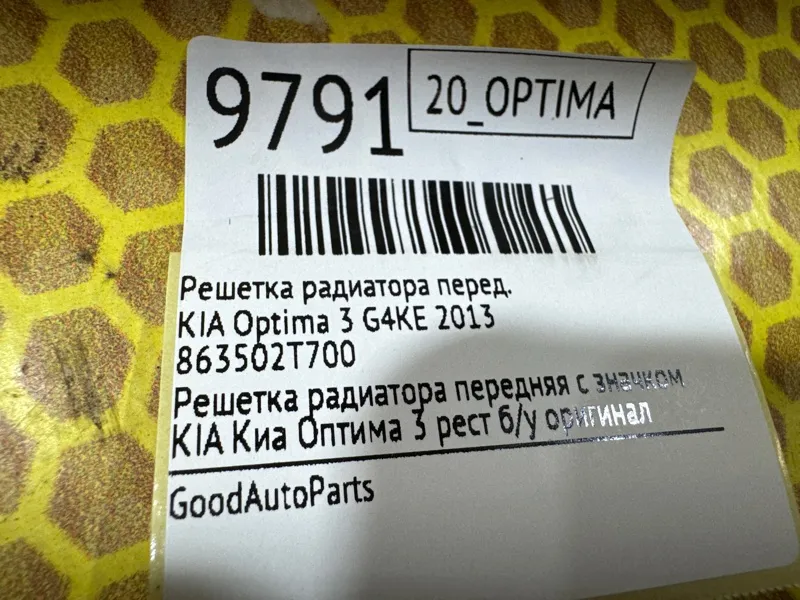 9791
20_OPTIMA
Решетка радиатора перед.
KIA Optima 3 G4KE 2013
863502T700
Решетка радиатора передняя с значком
KIA Киа Оптима 3 рест б/у оригинал
GoodAutoParts